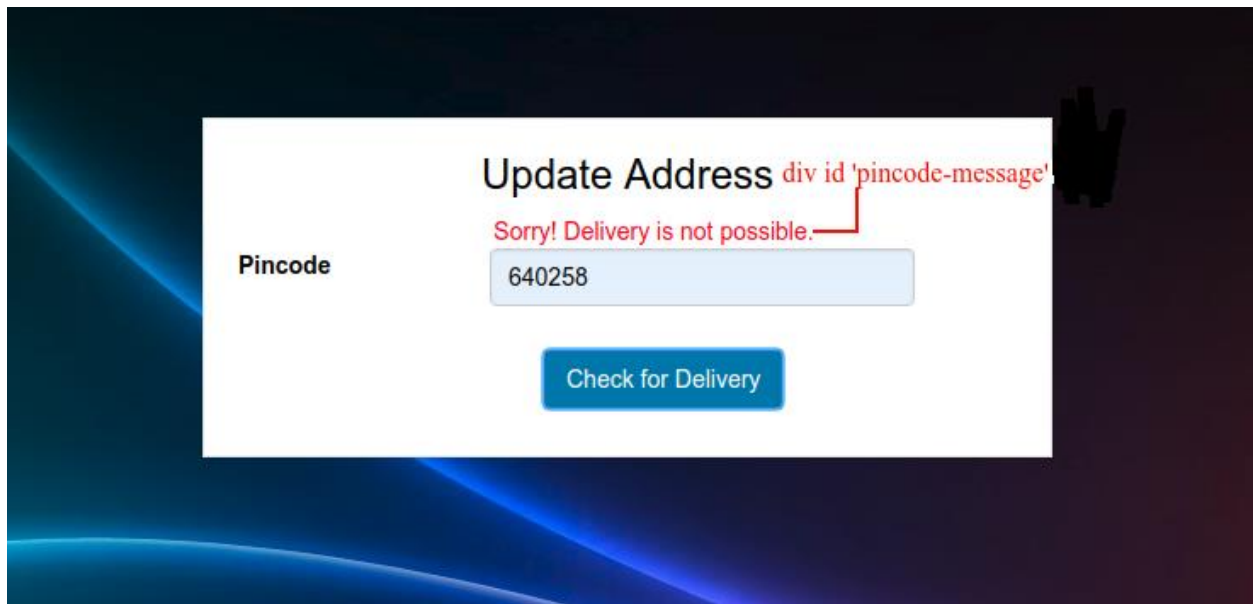 Update Address div id 'pincode-message'
Sorry! Delivery is not possible.
Pincode
640258
Check for Delivery